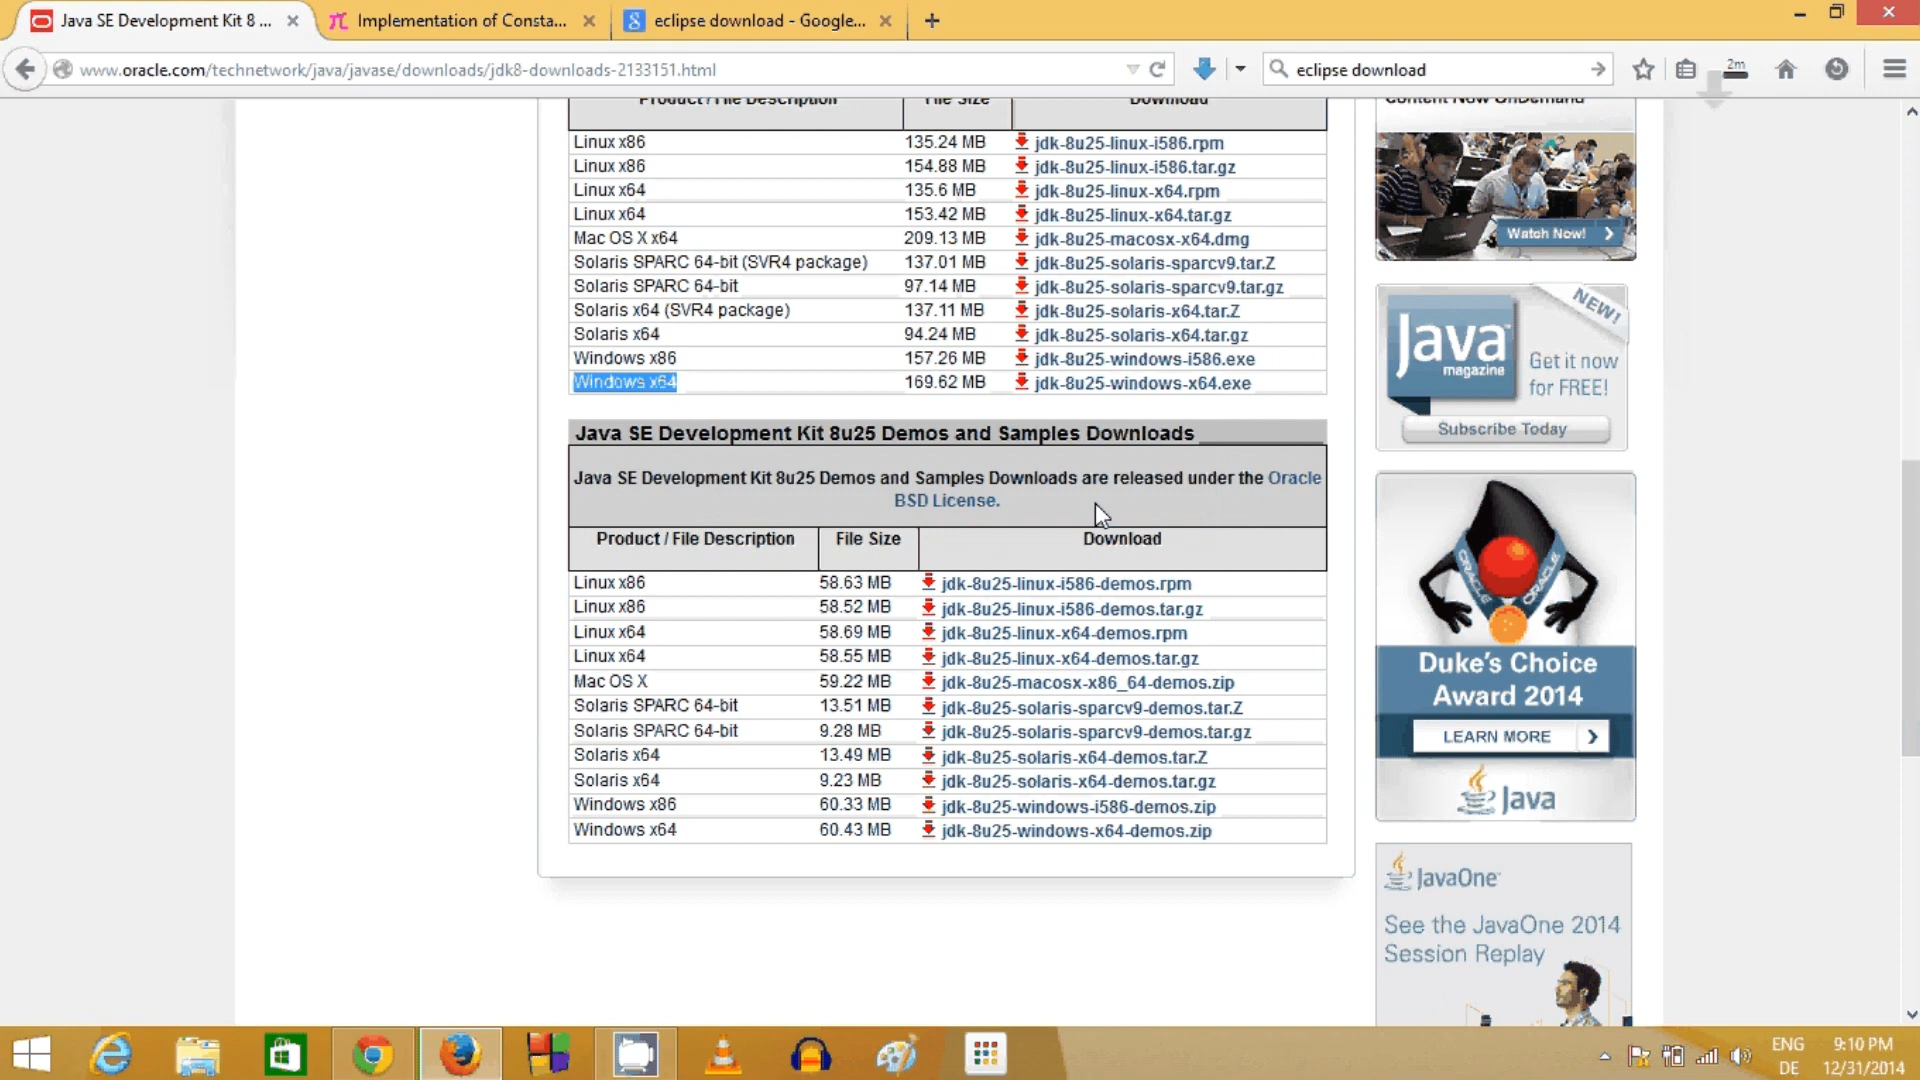 Java SE Development Kit 8 ...
Implementation of Consta...
eclipse download - Google...
www.oracle.com/technetwork/java/javase/downloads/jdk8-downloads-2133151.html
eclipse download
2m
Product / File Description File Size Download
Linux x86 135.24 MB jdk-8u25-linux-i586.rpm
Linux x86 154.88 MB jdk-8u25-linux-i586.tar.gz
Linux x64 135.6 MB jdk-8u25-linux-x64.rpm
Linux x64 153.42 MB jdk-8u25-linux-x64.tar.gz
Mac OS X x64 209.13 MB jdk-8u25-macosx-x64.dmg
Solaris SPARC 64-bit (SVR4 package) 137.01 MB jdk-8u25-solaris-sparcv9.tar.Z
Solaris SPARC 64-bit 97.14 MB jdk-8u25-solaris-sparcv9.tar.gz
Solaris x64 (SVR4 package) 137.11 MB jdk-8u25-solaris-x64.tar.Z
Solaris x64 94.24 MB jdk-8u25-solaris-x64.tar.gz
Windows x86 157.26 MB jdk-8u25-windows-i586.exe
Windows x64 169.62 MB jdk-8u25-windows-x64.exe
Java SE Development Kit 8u25 Demos and Samples Downloads
Java SE Development Kit 8u25 Demos and Samples Downloads are released under the Oracle
BSD License.
Product / File Description File Size Download
Linux x86 58.63 MB jdk-8u25-linux-i586-demos.rpm
Linux x86 58.52 MB jdk-8u25-linux-i586-demos.tar.gz
Linux x64 58.69 MB jdk-8u25-linux-x64-demos.rpm
Linux x64 58.55 MB jdk-8u25-linux-x64-demos.tar.gz
Mac OS X 59.22 MB jdk-8u25-macosx-x86_64-demos.zip
Solaris SPARC 64-bit 13.51 MB jdk-8u25-solaris-sparcv9-demos.tar.Z
Solaris SPARC 64-bit 9.28 MB jdk-8u25-solaris-sparcv9-demos.tar.gz
Solaris x64 13.49 MB jdk-8u25-solaris-x64-demos.tar.Z
Solaris x64 9.23 MB jdk-8u25-solaris-x64-demos.tar.gz
Windows x86 60.33 MB jdk-8u25-windows-i586-demos.zip
Windows x64 60.43 MB jdk-8u25-windows-x64-demos.zip
Content Now OnDemand
Watch Now!
NEW!
Java
magazine
Get it now
for FREE!
Subscribe Today
ORACLE
ORACLE
Duke's Choice
Award 2014
LEARN MORE
Java
JavaOne
See the JavaOne 2014
Session Replay
ENG 9:10 PM
DE 12/31/2014